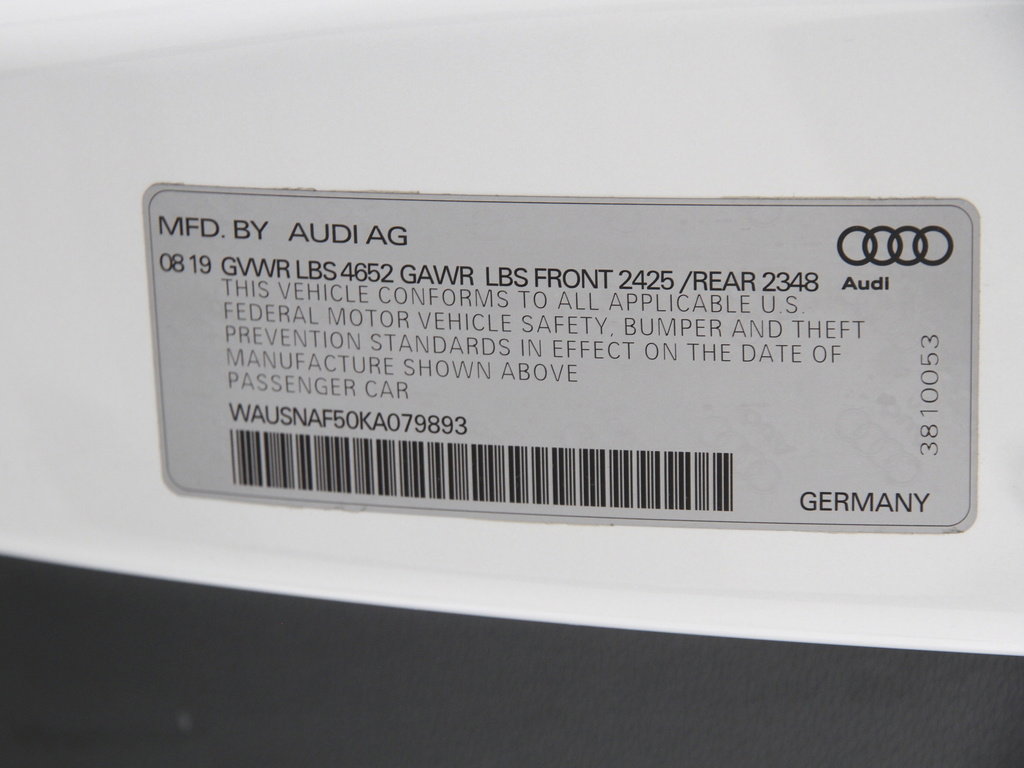 MFD. BY AUDI AG
Audi
08 19 GVWR LBS 4652 GAWR LBS FRONT 2425 /REAR 2348
THIS VEHICLE CONFORMS TO ALL APPLICABLE U.S.
FEDERAL MOTOR VEHICLE SAFETY, BUMPER AND THEFT
PREVENTION STANDARDS IN EFFECT ON THE DATE OF
MANUFACTURE SHOWN ABOVE
PASSENGER CAR
WAUSNAF50KA079893
GERMANY
3810053